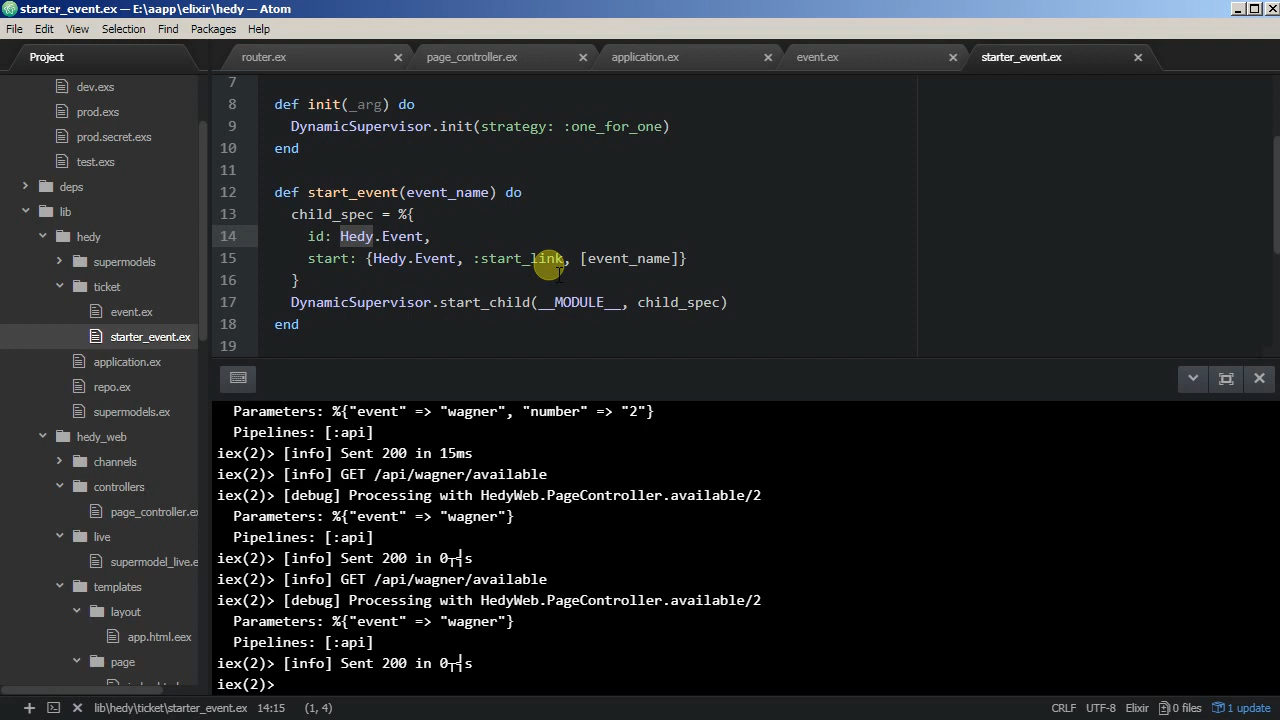 starter_event.ex — E:\aapp\elixir\hedy — Atom
File Edit View Selection Find Packages Help
Project
router.ex
page_controller.ex
application.ex
event.ex
starter_event.ex
dev.exs
prod.exs
prod.secret.exs
test.exs
deps
lib
hedy
supermodels
ticket
event.ex
starter_event.ex
application.ex
repo.ex
supermodels.ex
hedy_web
channels
controllers
page_controller.ex
live
supermodel_live.e
templates
layout
app.html.eex
page
7
8 def init(_arg) do
9 DynamicSupervisor.init(strategy: :one_for_one)
10 end
11
12 def start_event(event_name) do
13 child_spec = %{
14 id: Hedy.Event,
15 start: {Hedy.Event, :start_link, [event_name]}
16 }
17 DynamicSupervisor.start_child(__MODULE__, child_spec)
18 end
19
Parameters: %{"event" => "wagner", "number" => "2"}
Pipelines: [:api]
iex(2)> [info] Sent 200 in 15ms
iex(2)> [info] GET /api/wagner/available
iex(2)> [debug] Processing with HedyWeb.PageController.available/2
Parameters: %{"event" => "wagner"}
Pipelines: [:api]
iex(2)> [info] Sent 200 in 0┬╡s
iex(2)> [info] GET /api/wagner/available
iex(2)> [debug] Processing with HedyWeb.PageController.available/2
Parameters: %{"event" => "wagner"}
Pipelines: [:api]
iex(2)> [info] Sent 200 in 0┬╡s
iex(2)>
lib\hedy\ticket\starter_event.ex 14:15 (1, 4)
CRLF UTF-8 Elixir 0 files 1 update